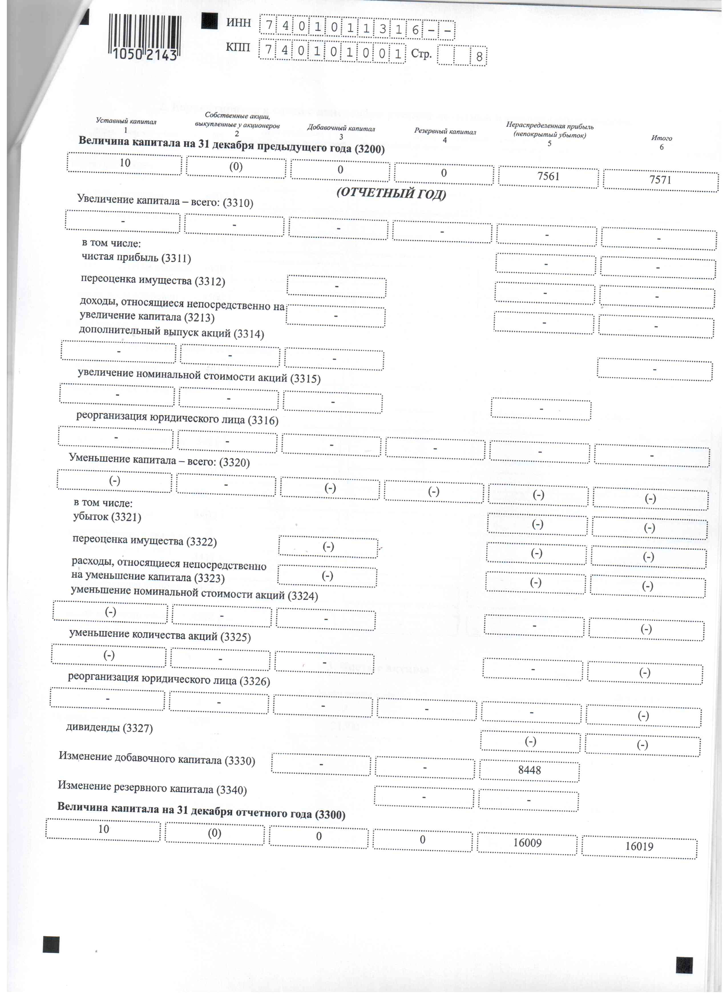 ИНН 7401011316--
КПП 740101001 Стр. 8
10502143
Уставный капитал
1
Собственные акции,
выкупленные у акционеров
2
Добавочный капитал
3
Резервный капитал
4
Нераспределенная прибыль
(непокрытый убыток)
5
Итого
6
Величина капитала на 31 декабря предыдущего года (3200)
10 (0) 0 0 7561 7571
(ОТЧЕТНЫЙ ГОД)
Увеличение капитала – всего: (3310)
- - - - - -
в том числе:
чистая прибыль (3311)
- -
переоценка имущества (3312)
- - -
доходы, относящиеся непосредственно на
увеличение капитала (3213)
- - -
дополнительный выпуск акций (3314)
- - - -
увеличение номинальной стоимости акций (3315)
- - - -
реорганизация юридического лица (3316)
- - - - - -
Уменьшение капитала – всего: (3320)
(-) - (-) (-) (-) (-)
в том числе:
убыток (3321)
(-) (-)
переоценка имущества (3322)
(-) (-) (-)
расходы, относящиеся непосредственно
на уменьшение капитала (3323)
(-) (-) (-)
уменьшение номинальной стоимости акций (3324)
(-) - - - (-)
уменьшение количества акций (3325)
(-) - - - (-)
реорганизация юридического лица (3326)
- - - - - (-)
дивиденды (3327)
(-) (-)
Изменение добавочного капитала (3330)
- - 8448
Изменение резервного капитала (3340)
- -
Величина капитала на 31 декабря отчетного года (3300)
10 (0) 0 0 16009 16019